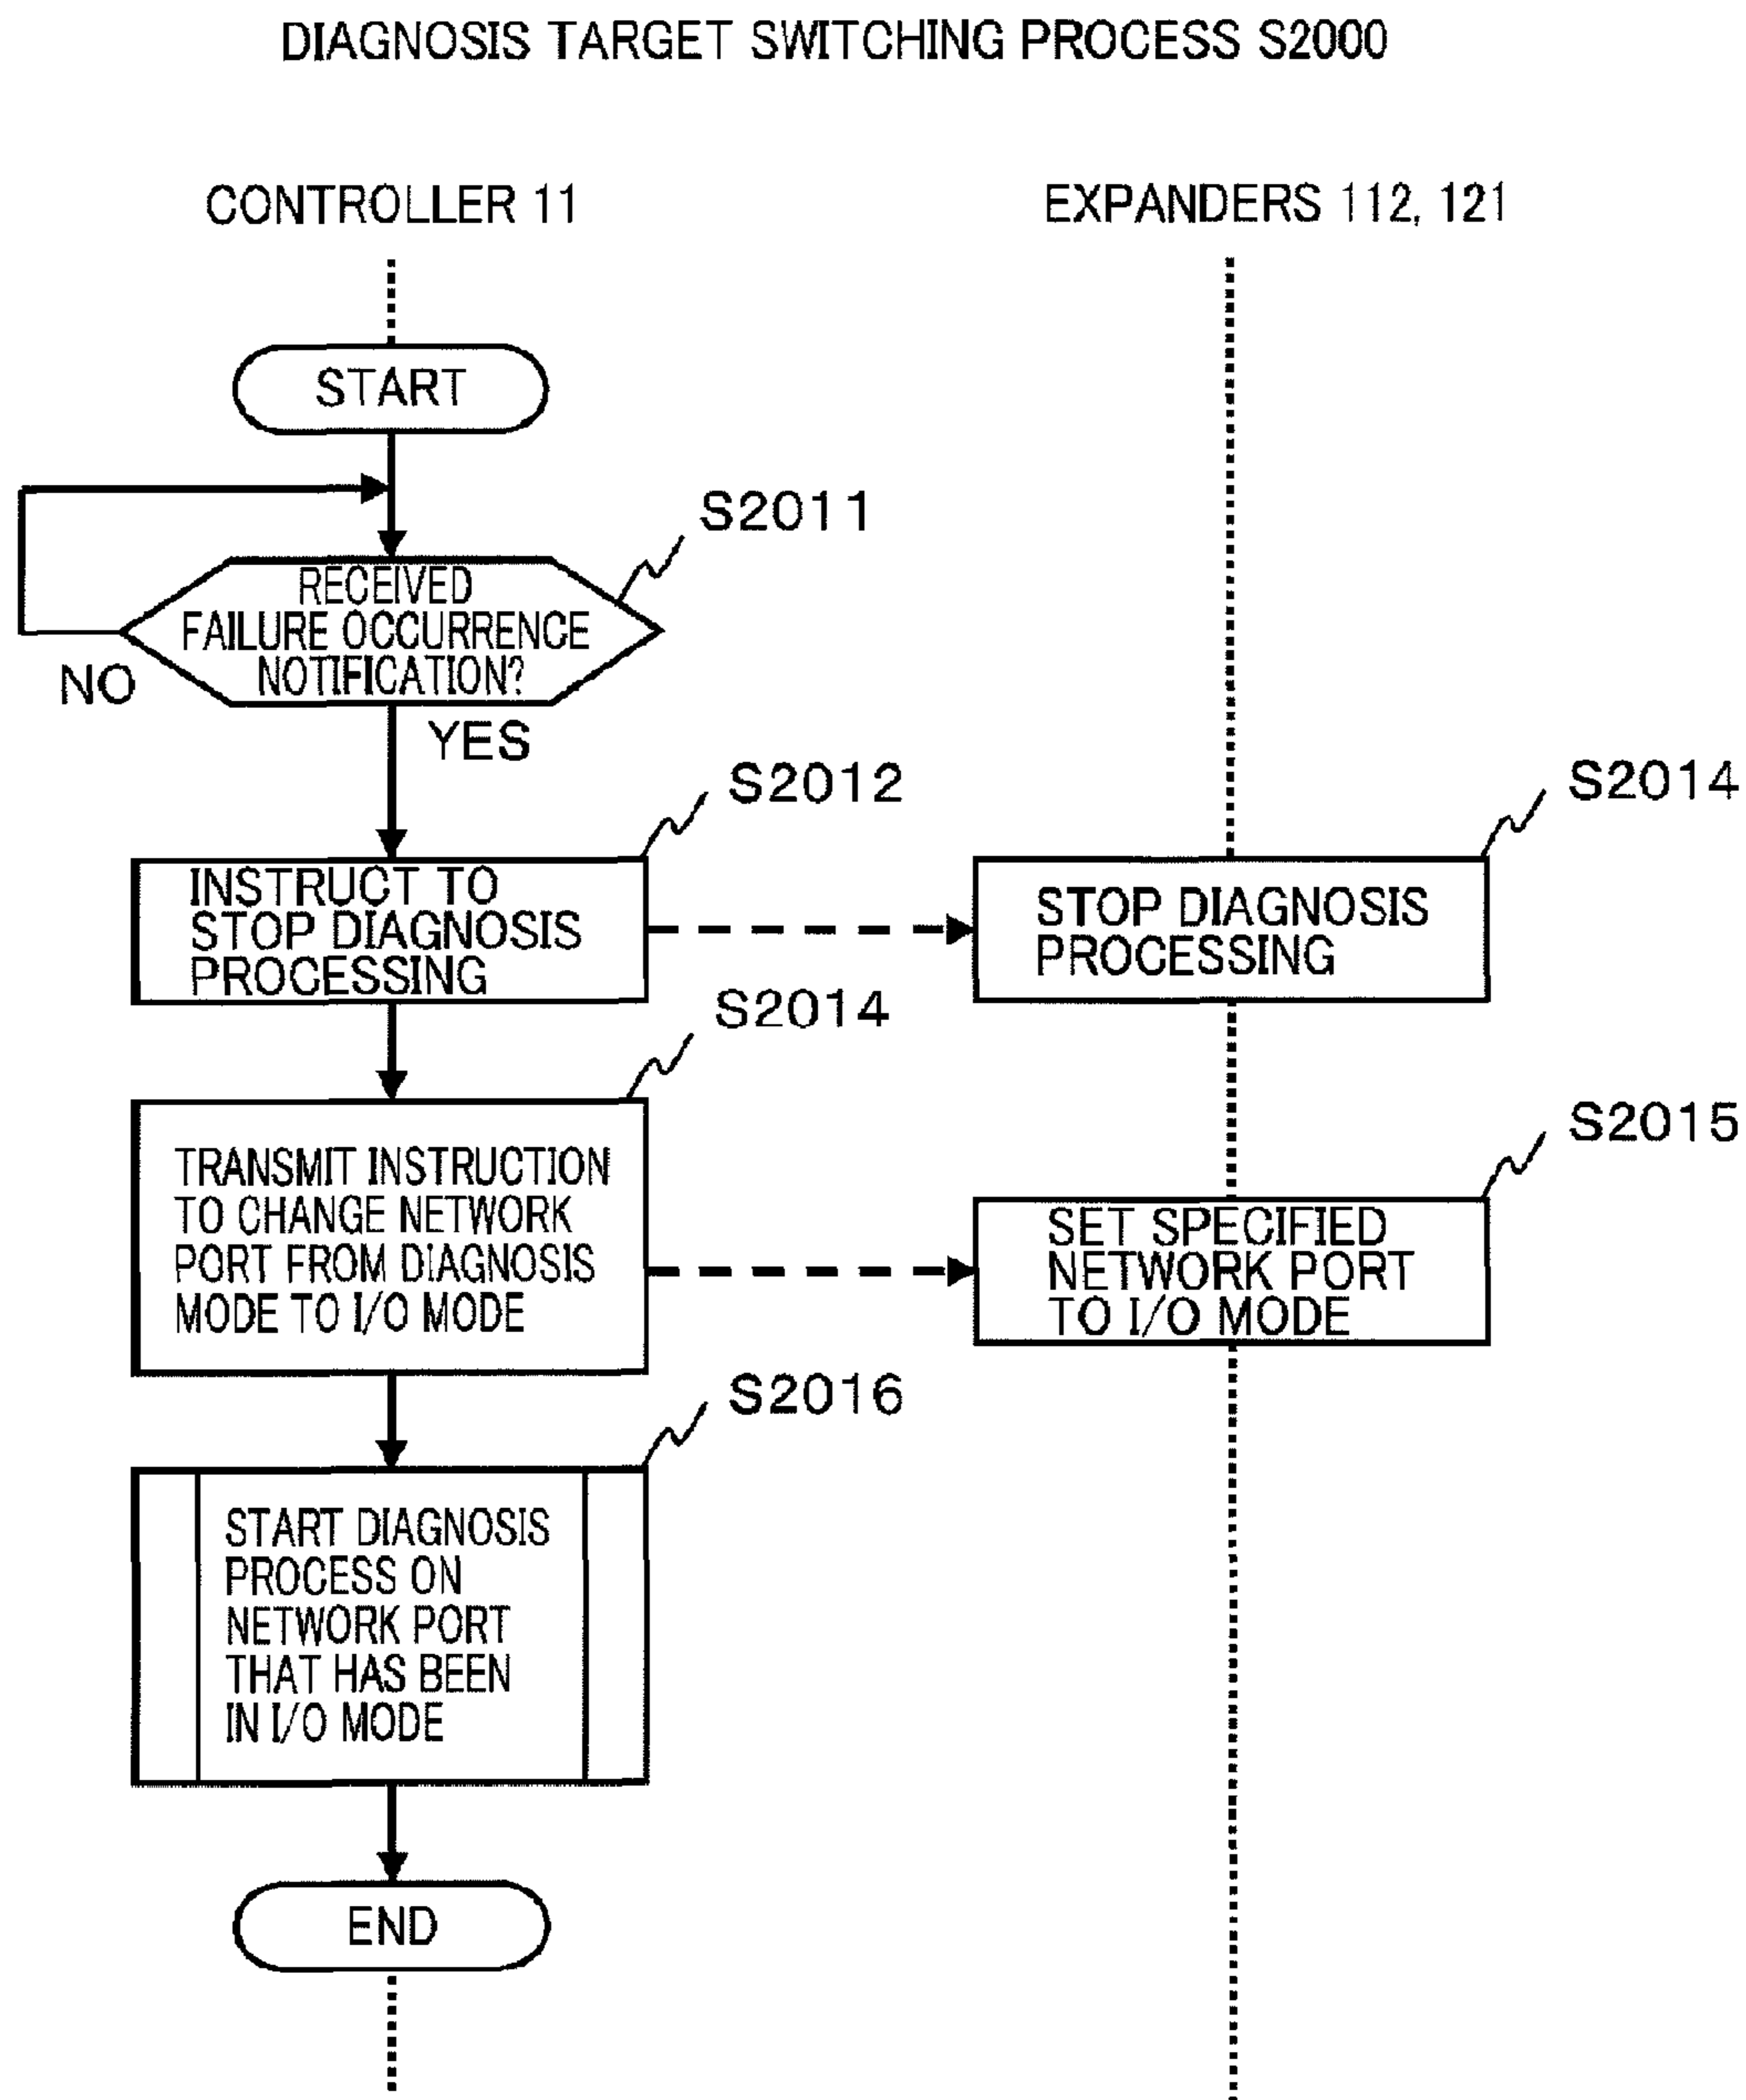 DIAGNOSIS TARGET SWITCHING PROCESS S2000
CONTROLLER 11
EXPANDERS 112, 121
START
S2011
RECEIVED
FAILURE OCCURRENCE
NOTIFICATION?
NO
YES
S2012
INSTRUCT TO
STOP DIAGNOSIS
PROCESSING
S2014
STOP DIAGNOSIS
PROCESSING
S2014
TRANSMIT INSTRUCTION
TO CHANGE NETWORK
PORT FROM DIAGNOSIS
MODE TO I/O MODE
S2015
SET SPECIFIED
NETWORK PORT
TO I/O MODE
S2016
START DIAGNOSIS
PROCESS ON
NETWORK PORT
THAT HAS BEEN
IN I/O MODE
END